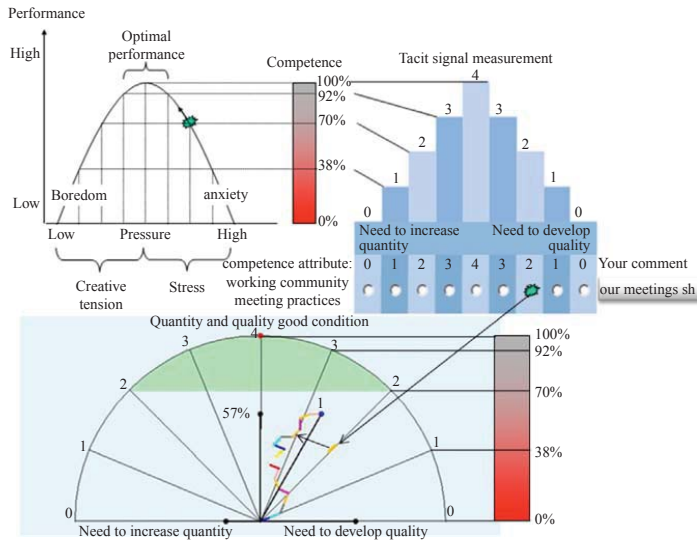 Performance
High
Optimal
performance
Low
Boredom
anxiety
Low
Pressure
High
Creative
tension
Stress
Competence
100%
92%
70%
38%
0%
Tacit signal measurement
4
3
3
2
2
1
1
0
0
Need to increase
quantity
Need to develop
quality
competence attribute:
working community
meeting practices
0 1 2 3 4 3 2 1 0
Your comment
our meetings sh
Quantity and quality good condition
4
3
3
2
2
1
1
0
0
57%
1
Need to increase quantity
Need to develop quality
100%
92%
70%
38%
0%